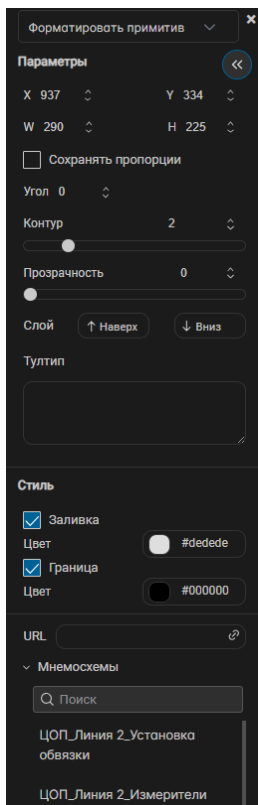 Форматировать примитив
Параметры
X 937 Y 334
W 290 H 225
Сохранять пропорции
Угол 0
Контур 2
Прозрачность 0
Слой ↑ Наверх ↓ Вниз
Тултип
Стиль
Заливка
Цвет #dedede
Граница
Цвет #000000
URL
Мнемосхемы
Поиск
ЦОП_Линия 2_Установка
обвязки
ЦОП_Линия 2_Измерители